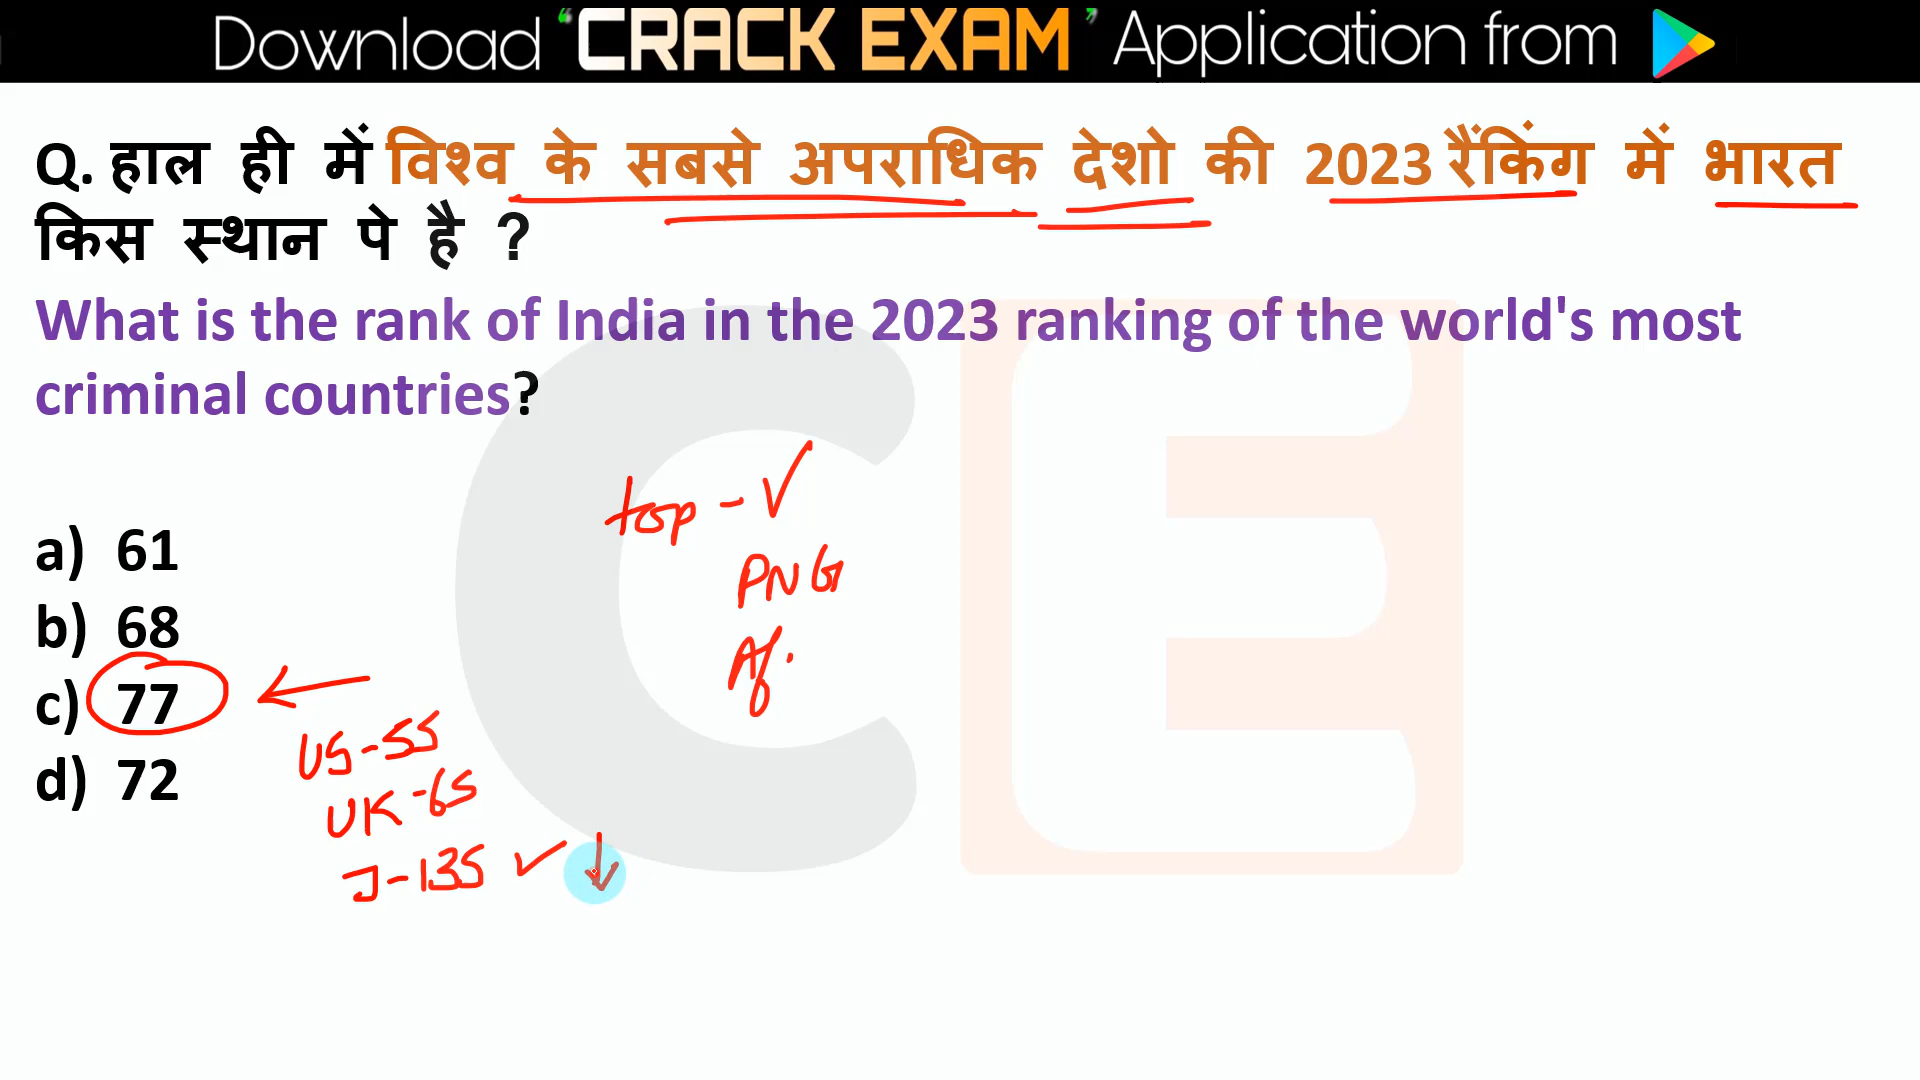 Download ‘CRACK EXAM’ Application from
Q. हाल ही में विश्व के सबसे अपराधिक देशो की 2023 रैंकिंग में भारत
किस स्थान पे है ?
What is the rank of India in the 2023 ranking of the world's most
criminal countries?
top - V
PNG
Af.
a) 61
b) 68
c) 77
d) 72
US-55
UK-65
J-135
CE